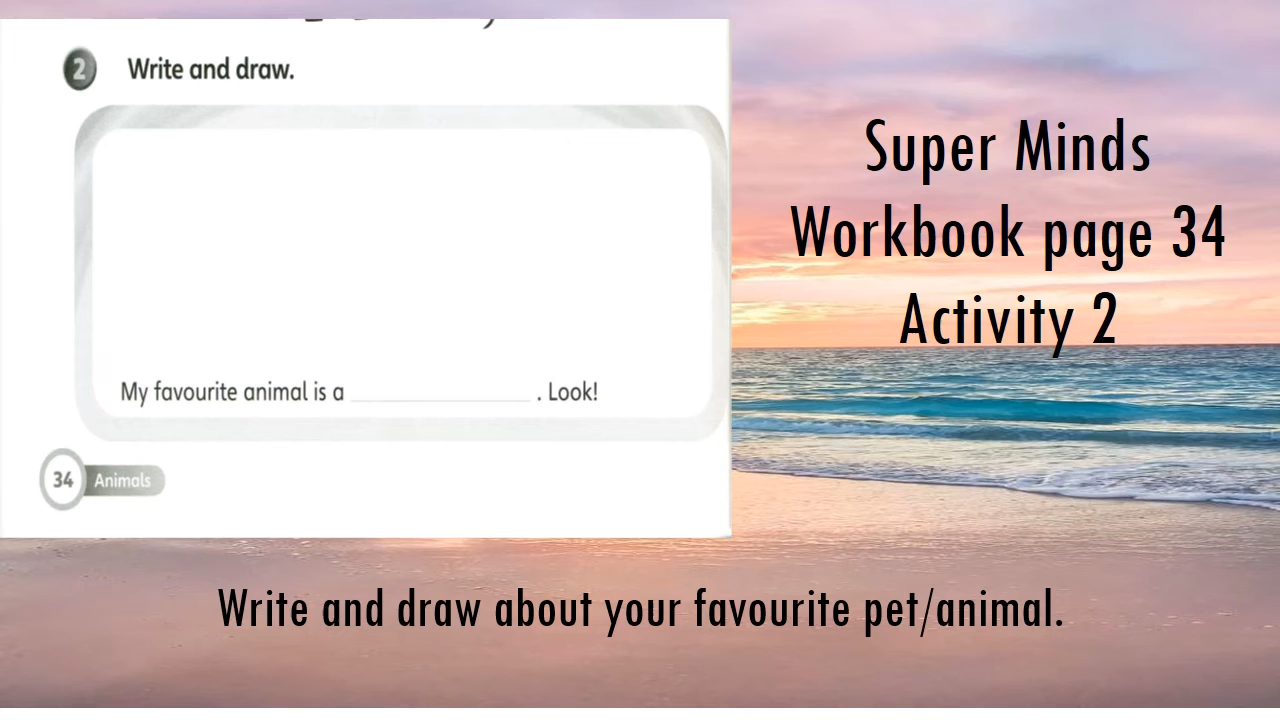 2 Write and draw.
My favourite animal is a ____________ . Look!
34 Animals
Super Minds
Workbook page 34
Activity 2
Write and draw about your favourite pet/animal.